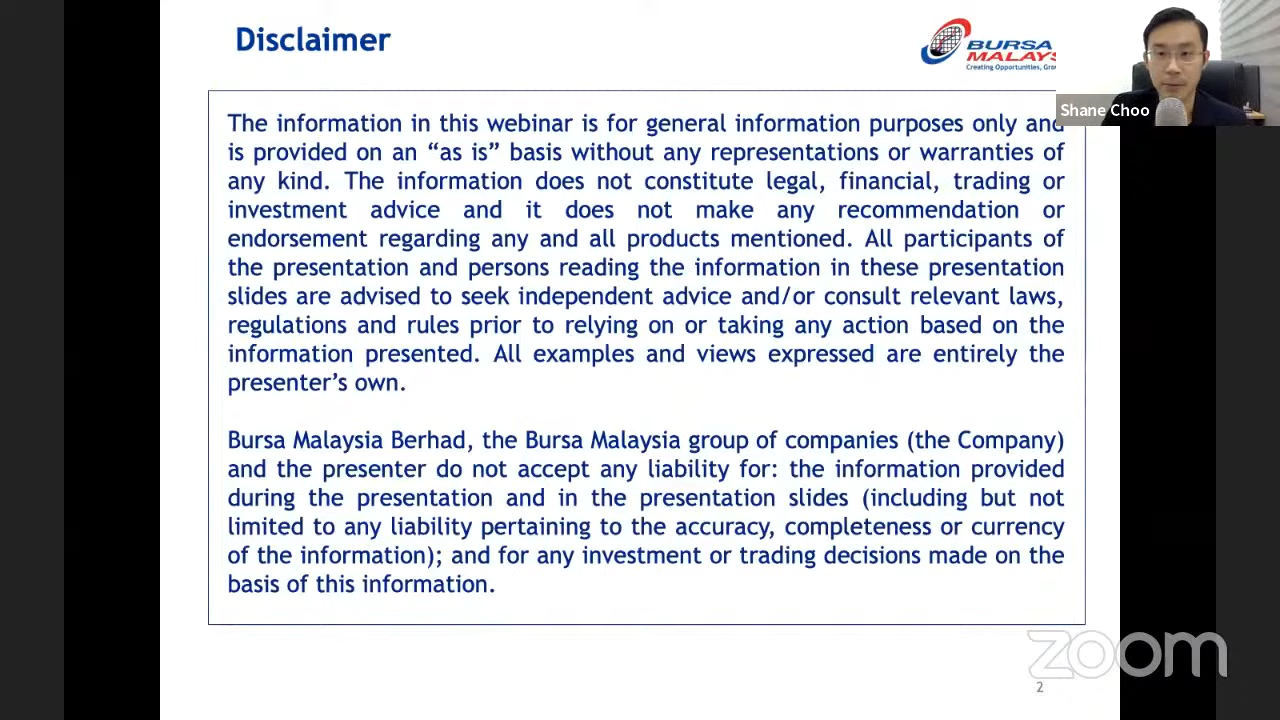 Disclaimer
BURSA
MALAYS
Creating Opportunities, Gro
Shane Choo
The information in this webinar is for general information purposes only and
is provided on an “as is” basis without any representations or warranties of
any kind. The information does not constitute legal, financial, trading or
investment advice and it does not make any recommendation or
endorsement regarding any and all products mentioned. All participants of
the presentation and persons reading the information in these presentation
slides are advised to seek independent advice and/or consult relevant laws,
regulations and rules prior to relying on or taking any action based on the
information presented. All examples and views expressed are entirely the
presenter’s own.
Bursa Malaysia Berhad, the Bursa Malaysia group of companies (the Company)
and the presenter do not accept any liability for: the information provided
during the presentation and in the presentation slides (including but not
limited to any liability pertaining to the accuracy, completeness or currency
of the information); and for any investment or trading decisions made on the
basis of this information.
zoom
2